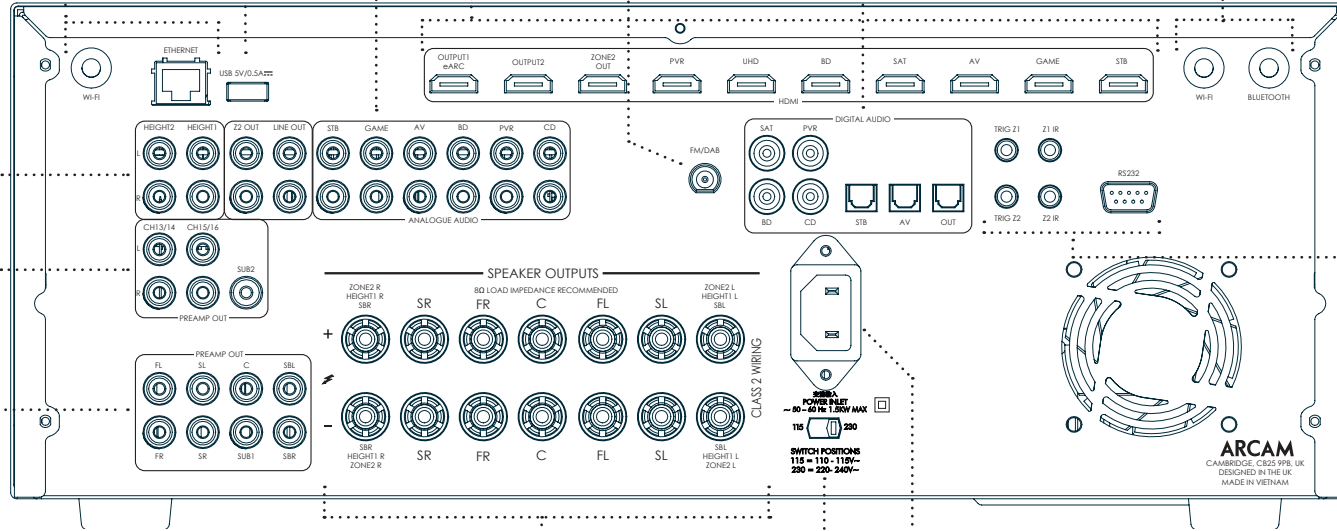 ETHERNET
USB 5V/0.5A
WI-FI
OUTPUT1
eARC
OUTPUT2
ZONE2
OUT
PVR
UHD
BD
SAT
AV
GAME
STB
HDMI
WI-FI
BLUETOOTH
HEIGHT2
HEIGHT1
Z2 OUT
LINE OUT
STB
GAME
AV
BD
PVR
CD
L
R
ANALOGUE AUDIO
FM/DAB
DIGITAL AUDIO
SAT
PVR
BD
CD
STB
AV
OUT
TRIG Z1
Z1 IR
TRIG Z2
Z2 IR
RS232
CH13/14
CH15/16
L
R
SUB2
PREAMP OUT
SPEAKER OUTPUTS
8Ω LOAD IMPEDANCE RECOMMENDED
ZONE2 R
HEIGHT1 R
SBR
SR
FR
C
FL
SL
ZONE2 L
HEIGHT1 L
SBL
+
–
SBR
HEIGHT1 R
ZONE2 R
SR
FR
C
FL
SL
SBL
HEIGHT1 L
ZONE2 L
CLASS 2 WIRING
PREAMP OUT
FL
SL
C
SBL
FR
SR
SUB1
SBR
POWER INLET
~ 50 – 60 Hz 1.5KW MAX
115
230
SWITCH POSITIONS
115 = 110 - 115V~
230 = 220- 240V~
ARCAM
CAMBRIDGE, CB25 9PB, UK
DESIGNED IN THE UK
MADE IN VIETNAM